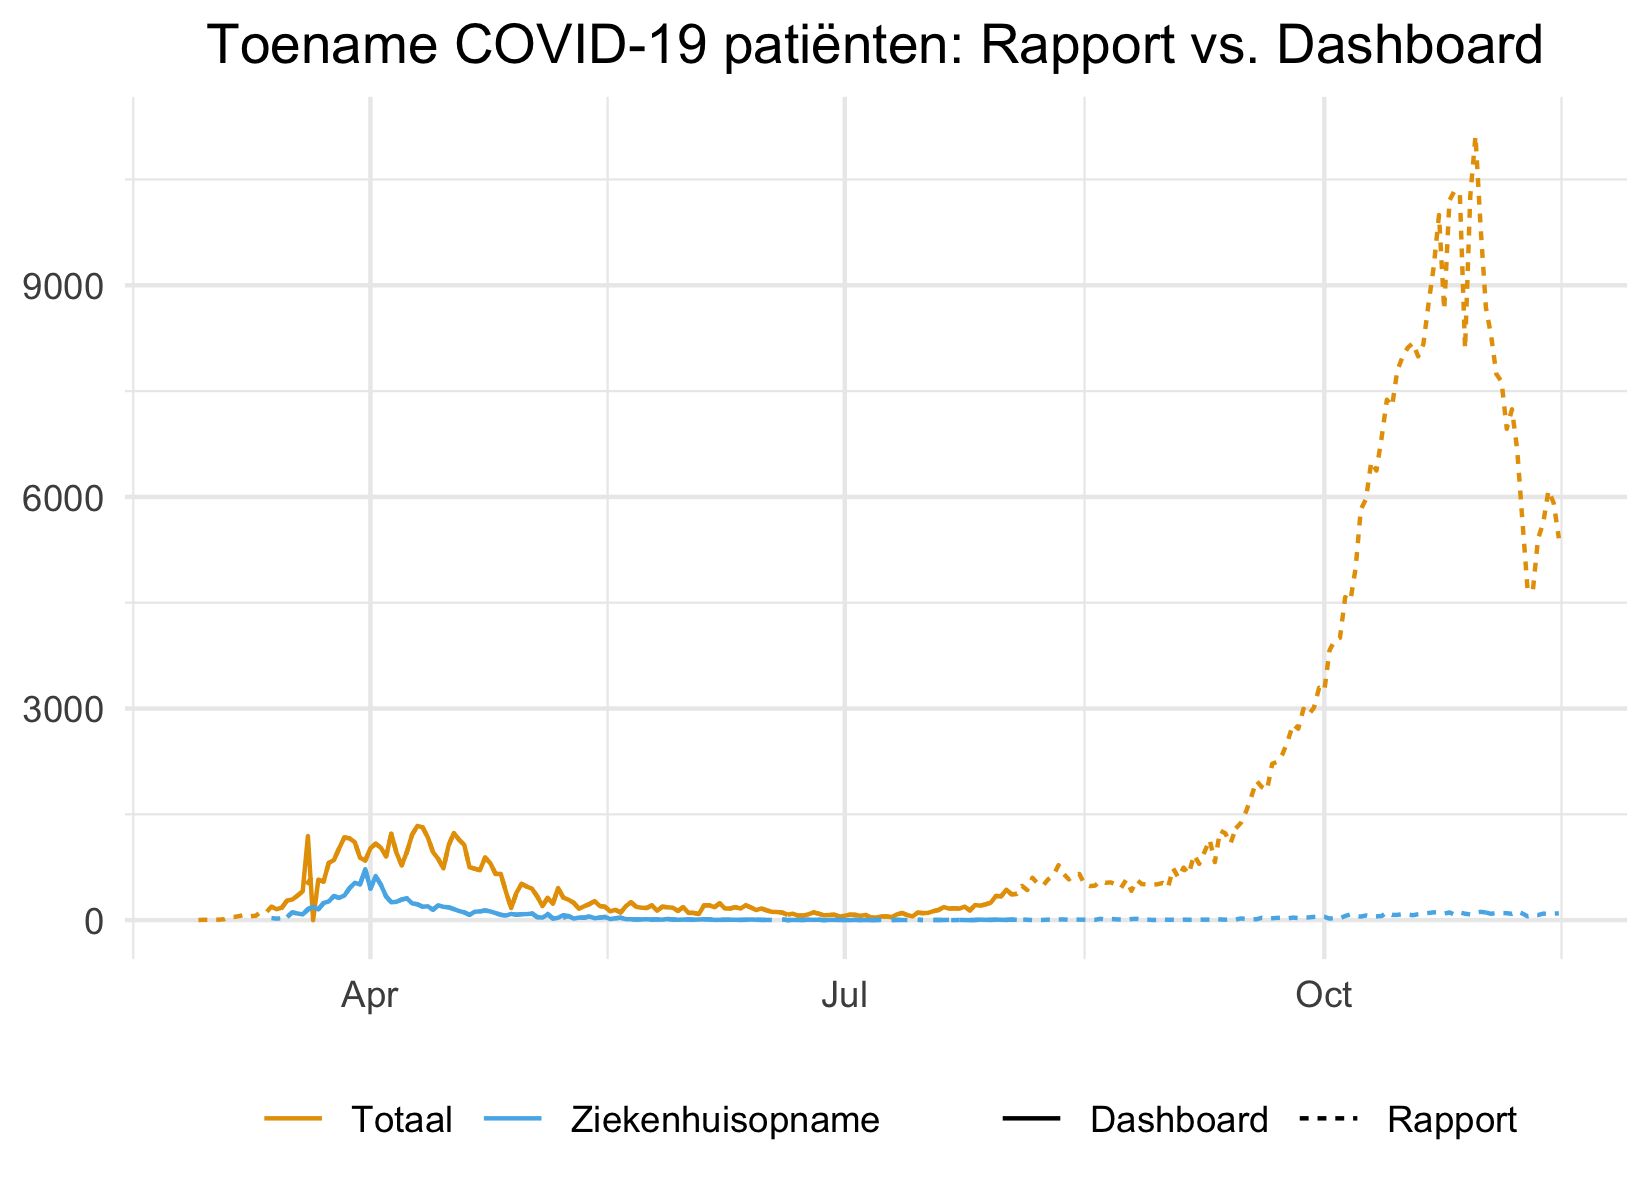 Toename COVID-19 patiënten: Rapport vs. Dashboard
9000
6000
3000
0
Apr Jul Oct
Totaal Ziekenhuisopname Dashboard Rapport